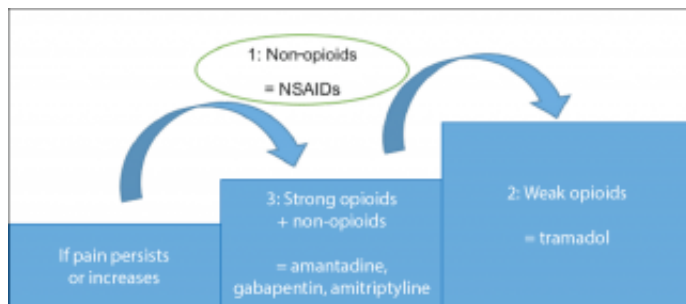 1: Non-opioids
= NSAIDs
If pain persists
or increases
3: Strong opioids
+ non-opioids
= amantadine,
gabapentin, amitriptyline
2: Weak opioids
= tramadol